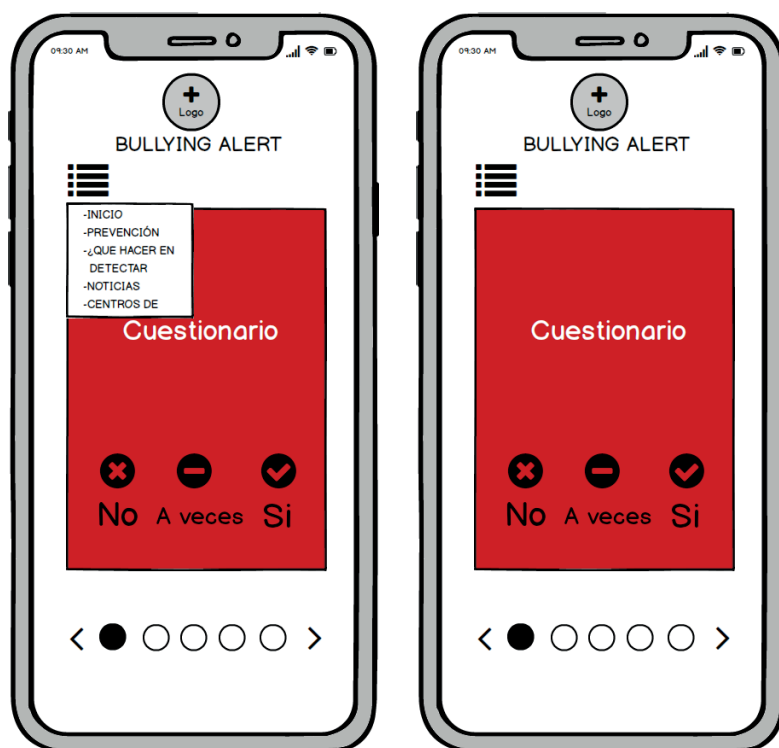 09:30 AM
Logo
BULLYING ALERT
-INICIO
-PREVENCIÓN
-¿QUE HACER EN
DETECTAR
-NOTICIAS
-CENTROS DE
Cuestionario
No A veces Si
09:30 AM
Logo
BULLYING ALERT
Cuestionario
No A veces Si